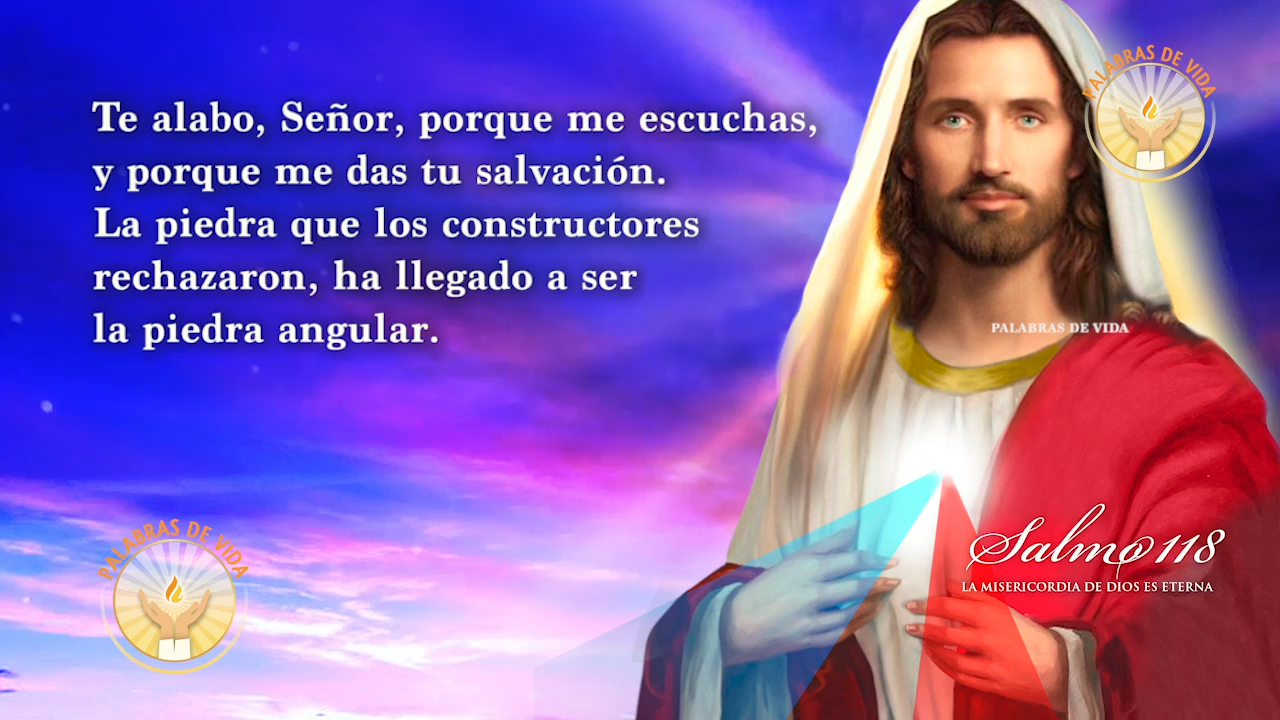 Te alabo, Señor, porque me escuchas,
y porque me das tu salvación.
La piedra que los constructores
rechazaron, ha llegado a ser
la piedra angular.
PALABRAS DE VIDA
PALABRAS DE VIDA
Salmo 118
LA MISERICORDIA DE DIOS ES ETERNA
PALABRAS DE VIDA